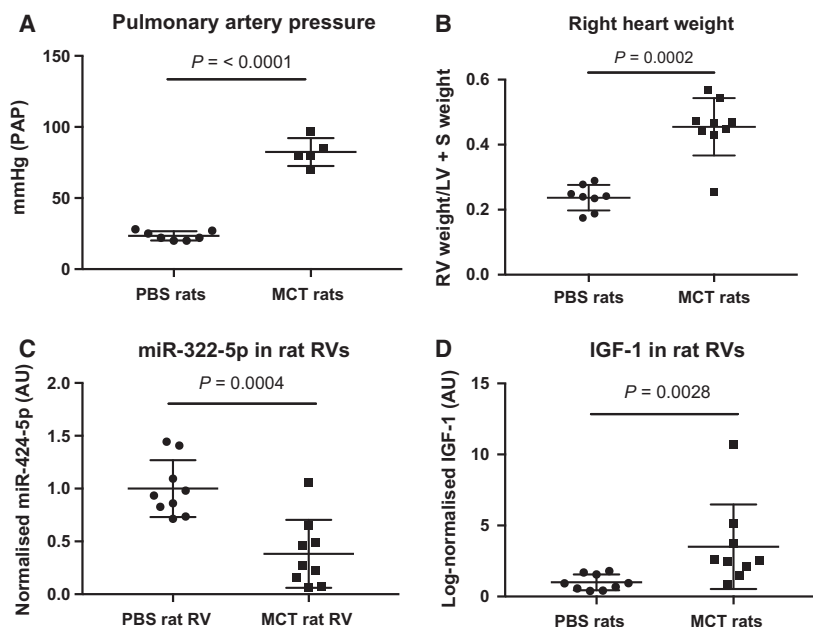 A
Pulmonary artery pressure
mmHg (PAP)
150
100
50
0
P = < 0.0001
PBS rats
MCT rats
B
Right heart weight
RV weight/LV + S weight
0.6
0.4
0.2
0.0
P = 0.0002
PBS rats
MCT rats
C
miR-322-5p in rat RVs
Normalised miR-424-5p (AU)
2.0
1.5
1.0
0.5
0.0
P = 0.0004
PBS rat RV
MCT rat RV
D
IGF-1 in rat RVs
Log-normalised IGF-1 (AU)
15
10
5
0
P = 0.0028
PBS rats
MCT rats